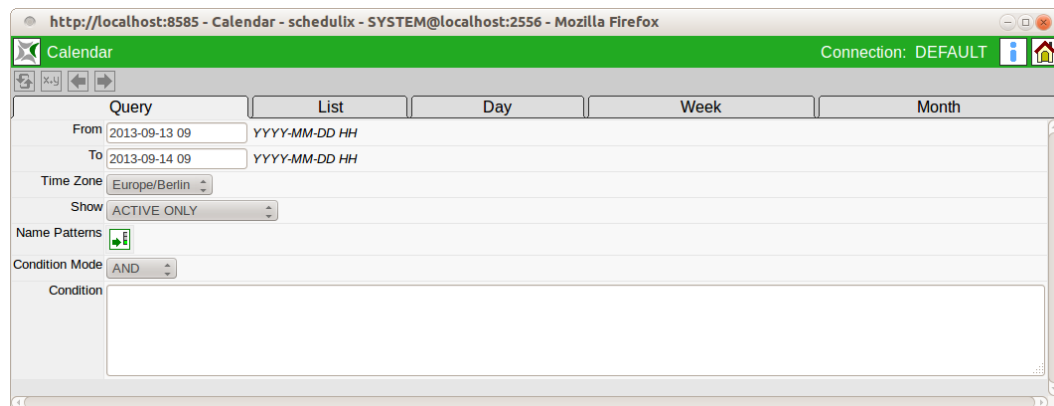 http://localhost:8585 - Calendar - schedulix - SYSTEM@localhost:2556 - Mozilla Firefox
Calendar Connection: DEFAULT
x.y
Query List Day Week Month
From 2013-09-13 09 YYYY-MM-DD HH
To 2013-09-14 09 YYYY-MM-DD HH
Time Zone Europe/Berlin
Show ACTIVE ONLY
Name Patterns
Condition Mode AND
Condition